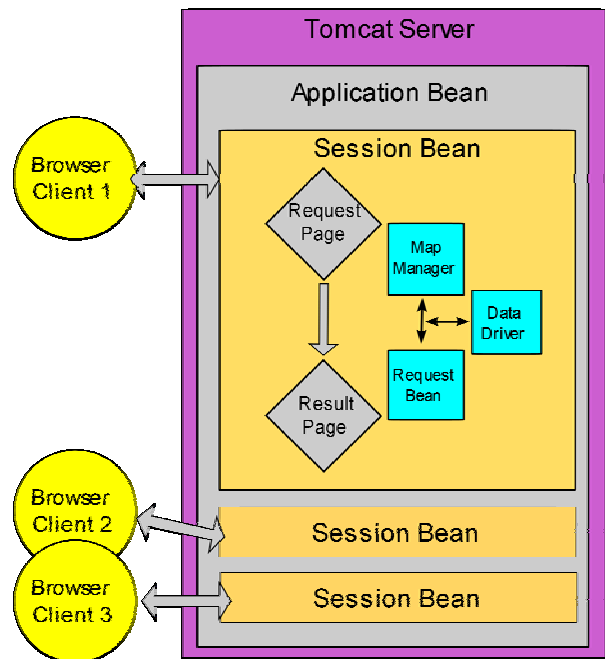 Tomcat Server
Application Bean
Session Bean
Browser
Client 1
Request
Page
Map
Manager
Data
Driver
Request
Bean
Result
Page
Browser
Client 2
Session Bean
Browser
Client 3
Session Bean